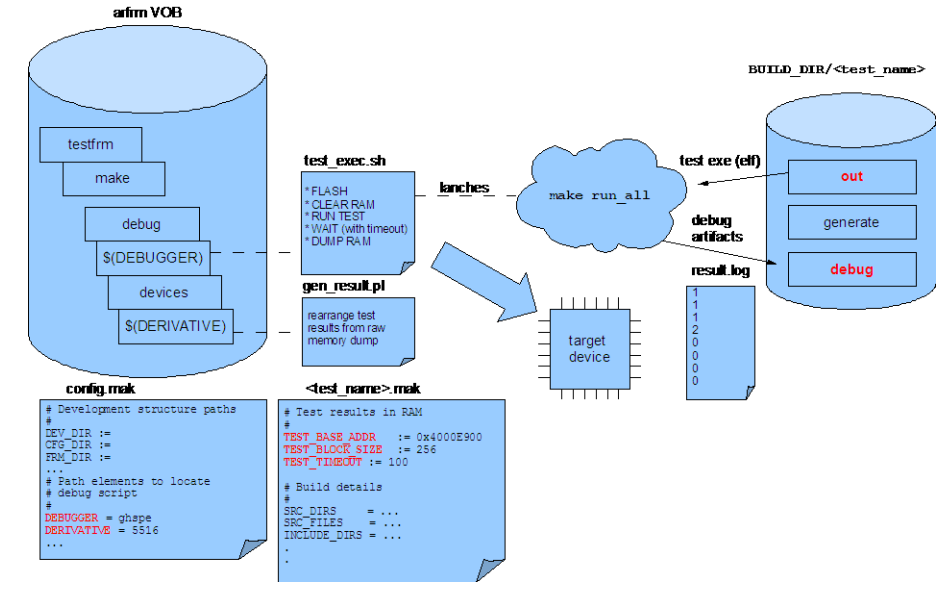 arfrm VOB
testfrm
make
debug
$(DEBUGGER)
devices
$(DERIVATIVE)
test_exec.sh
* FLASH
* CLEAR RAM
* RUN TEST
* WAIT (with timeout)
* DUMP RAM
gen_result.pl
rearrange test
results from raw
memory dump
lanches
make run_all
test exe (elf)
debug
artifacts
BUILD_DIR/<test_name>
out
generate
debug
result.log
1
1
1
2
0
0
0
0
target
device
config.mak
# Development structure paths
#
DEV_DIR :=
CFG_DIR :=
FRM_DIR :=
...
# Path elements to locate
# debug script
#
DEBUGGER = ghspe
DERIVATIVE = 5516
...
<test_name>.mak
# Test results in RAM
#
TEST_BASE_ADDR := 0x4000E900
TEST_BLOCK_SIZE := 256
TEST_TIMEOUT := 100
# Build details
#
SRC_DIRS = ...
SRC_FILES = ...
INCLUDE_DIRS = ...
.
.